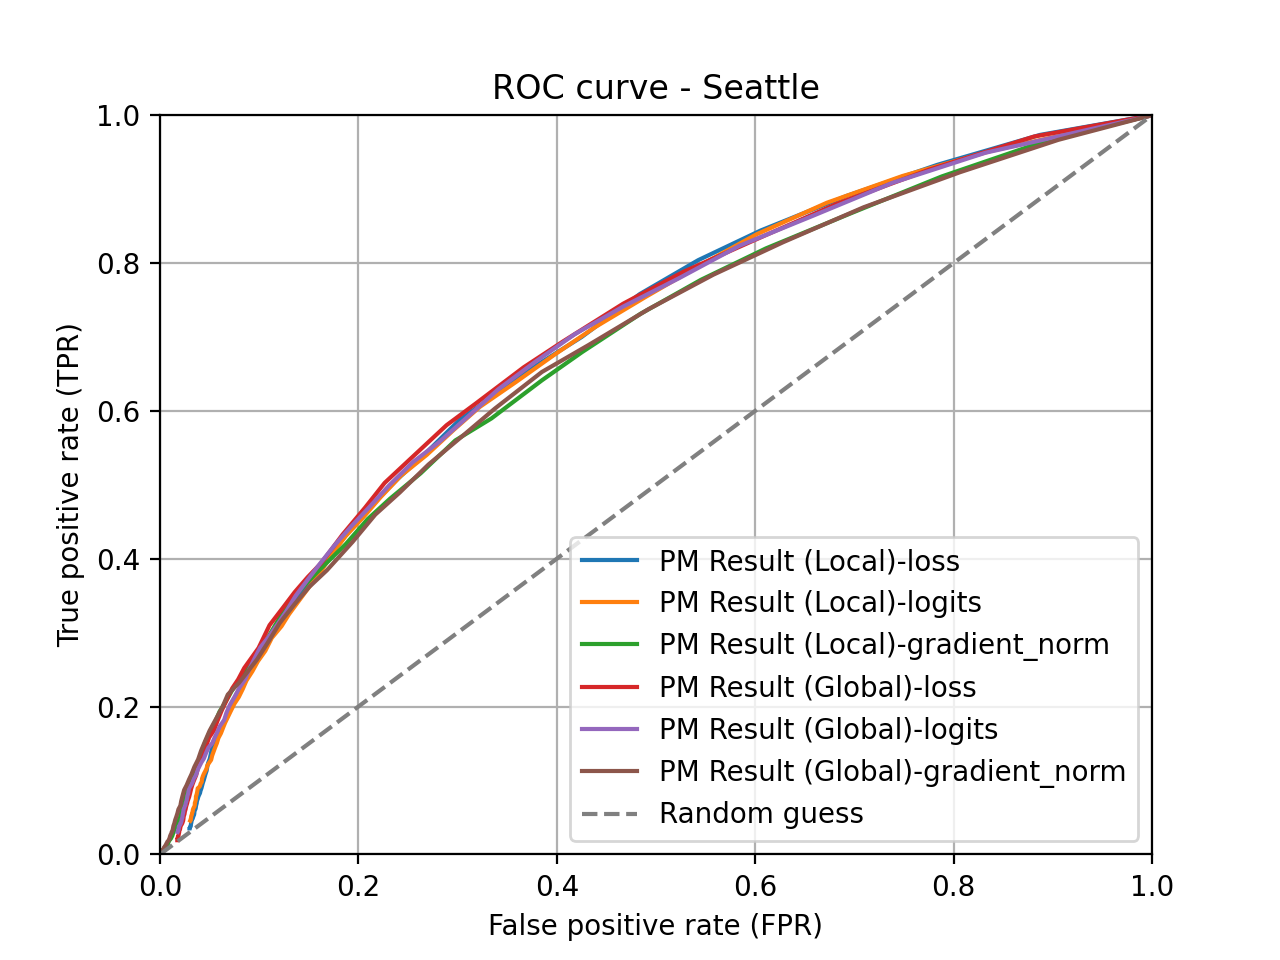 ROC curve - Seattle
True positive rate (TPR)
1.0
0.8
0.6
0.4
0.2
0.0
PM Result (Local)-loss
PM Result (Local)-logits
PM Result (Local)-gradient_norm
PM Result (Global)-loss
PM Result (Global)-logits
PM Result (Global)-gradient_norm
Random guess
0.0 0.2 0.4 0.6 0.8 1.0
False positive rate (FPR)